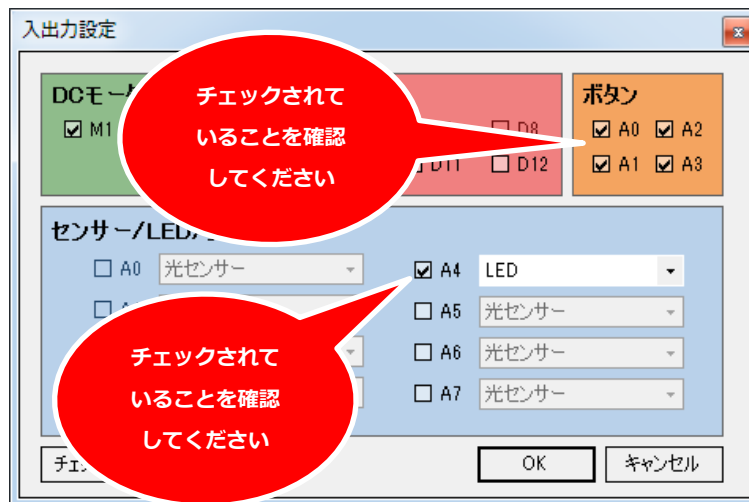 入出力設定
DCモータ
ボタン
M1
D8
A0 A2
D11 D12
A1 A3
チェックされて
いることを確認
してください
センサー/LED/
A0 光センサー
A4 LED
A5 光センサー
A6 光センサー
A7 光センサー
チェックされて
いることを確認
してください
チェ
OK
キャンセル